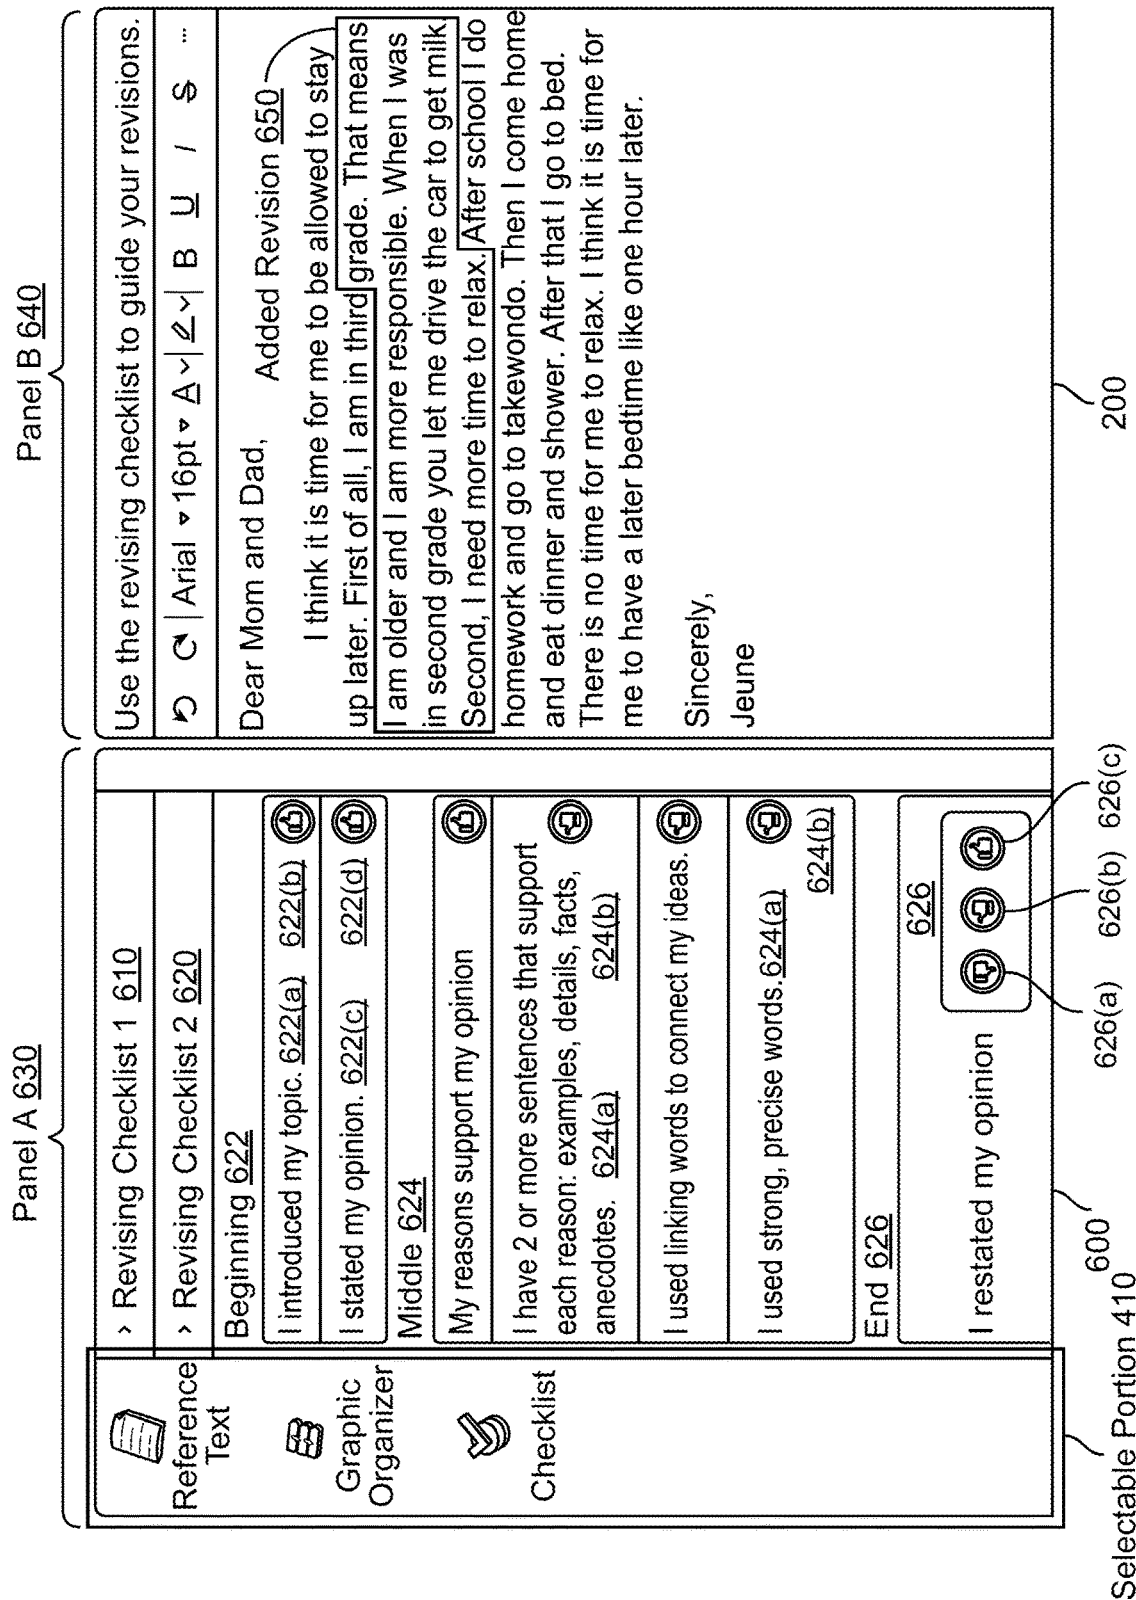 Panel A 630
Panel B 640
Reference
Text
Graphic
Organizer
Checklist
› Revising Checklist 1 610
› Revising Checklist 2 620
Beginning 622
I introduced my topic. 622(a) 622(b)
I stated my opinion. 622(c) 622(d)
Middle 624
My reasons support my opinion
I have 2 or more sentences that support
each reason: examples, details, facts,
anecdotes. 624(a) 624(b)
I used linking words to connect my ideas.
I used strong, precise words. 624(a)
624(b)
End 626
626
I restated my opinion
626(a) 626(b) 626(c)
600
Selectable Portion 410
Use the revising checklist to guide your revisions.
Arial 16pt A B U I S ...
Dear Mom and Dad,
Added Revision 650
I think it is time for me to be allowed to stay
up later. First of all, I am in third grade. That means
I am older and I am more responsible. When I was
in second grade you let me drive the car to get milk.
Second, I need more time to relax. After school I do
homework and go to takewondo. Then I come home
and eat dinner and shower. After that I go to bed.
There is no time for me to relax. I think it is time for
me to have a later bedtime like one hour later.
Sincerely,
Jeune
200